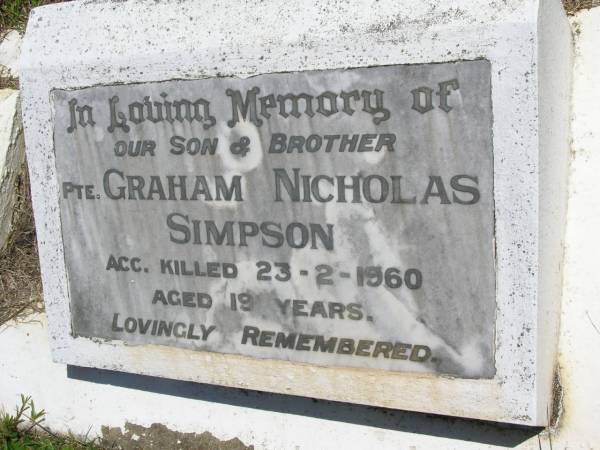 In Loving Memory of
OUR SON & BROTHER
PTE. GRAHAM NICHOLAS
SIMPSON
ACC. KILLED 23-2-1960
AGED 19 YEARS.
LOVINGLY REMEMBERED.